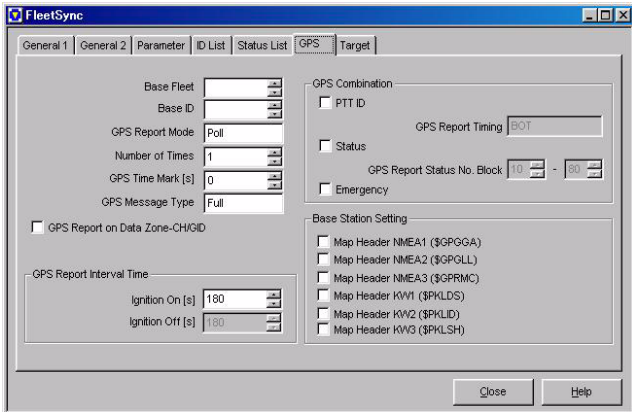 FleetSync
General 1 General 2 Parameter ID List Status List GPS Target
Base Fleet
Base ID
GPS Report Mode Poll
Number of Times 1
GPS Time Mark [s] 0
GPS Message Type Full
GPS Report on Data Zone-CH/GID
GPS Report Interval Time
Ignition On [s] 180
Ignition Off [s] 180
GPS Combination
PTT ID
GPS Report Timing BOT
Status
GPS Report Status No. Block 10 - 80
Emergency
Base Station Setting
Map Header NMEA1 ($GPGGA)
Map Header NMEA2 ($GPGLL)
Map Header NMEA3 ($GPRMC)
Map Header KW1 ($PKLDS)
Map Header KW2 ($PKLID)
Map Header KW3 ($PKLSH)
Close Help